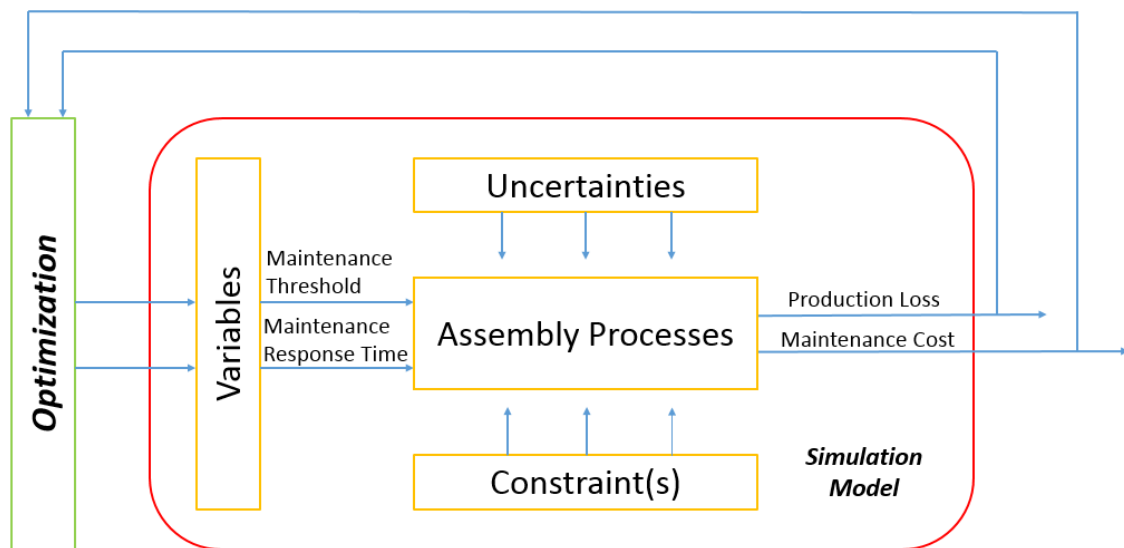 Optimization
Variables
Maintenance
Threshold
Maintenance
Response Time
Uncertainties
Assembly Processes
Constraint(s)
Production Loss
Maintenance Cost
Simulation
Model